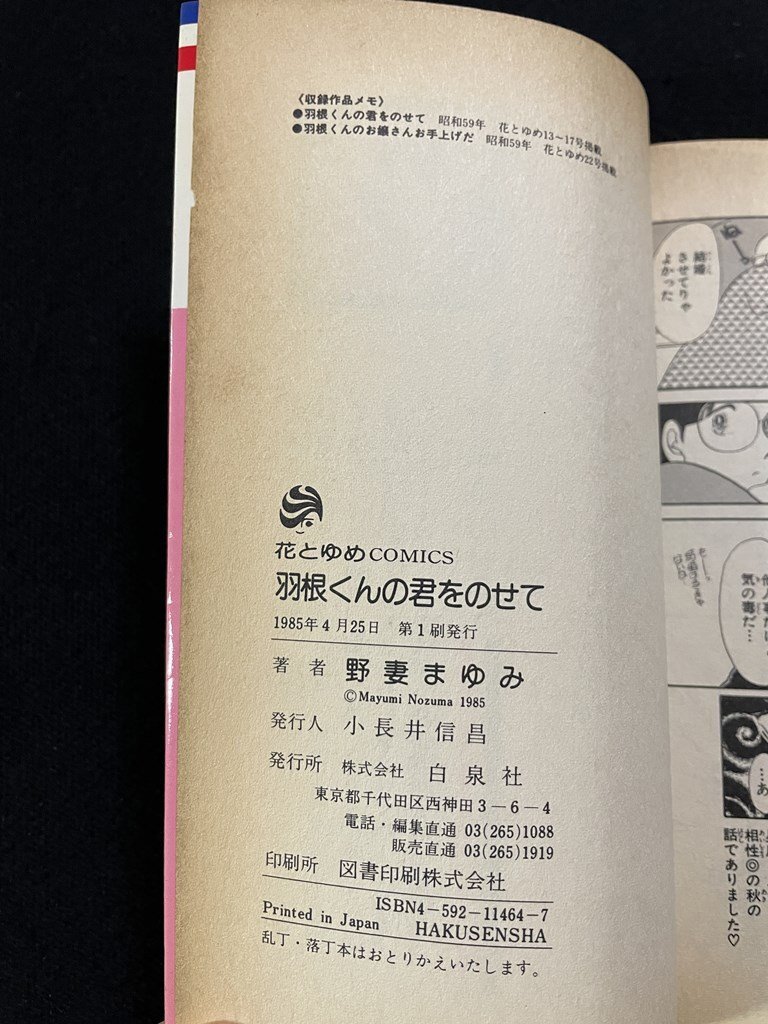 〈収録作品メモ〉
●羽根くんの君をのせて　昭和59年　花とゆめ13～17号掲載
●羽根くんのお嬢さんお手上げだ　昭和59年　花とゆめ22号掲載
花とゆめCOMICS
羽根くんの君をのせて
1985年4月25日　第1刷発行
著者　野妻まゆみ
©Mayumi Nozuma 1985
発行人　小長井信昌
発行所　株式会社　白泉社
東京都千代田区西神田3－6－4
電話・編集直通 03(265)1088
販売直通 03(265)1919
印刷所　図書印刷株式会社
ISBN4－592－11464－7
Printed in Japan　HAKUSENSHA
乱丁・落丁本はおとりかえいたします。
結婚
させてりゃ
よかった
気の毒だ…
…あ
相性◎の秋の
話でありました♡